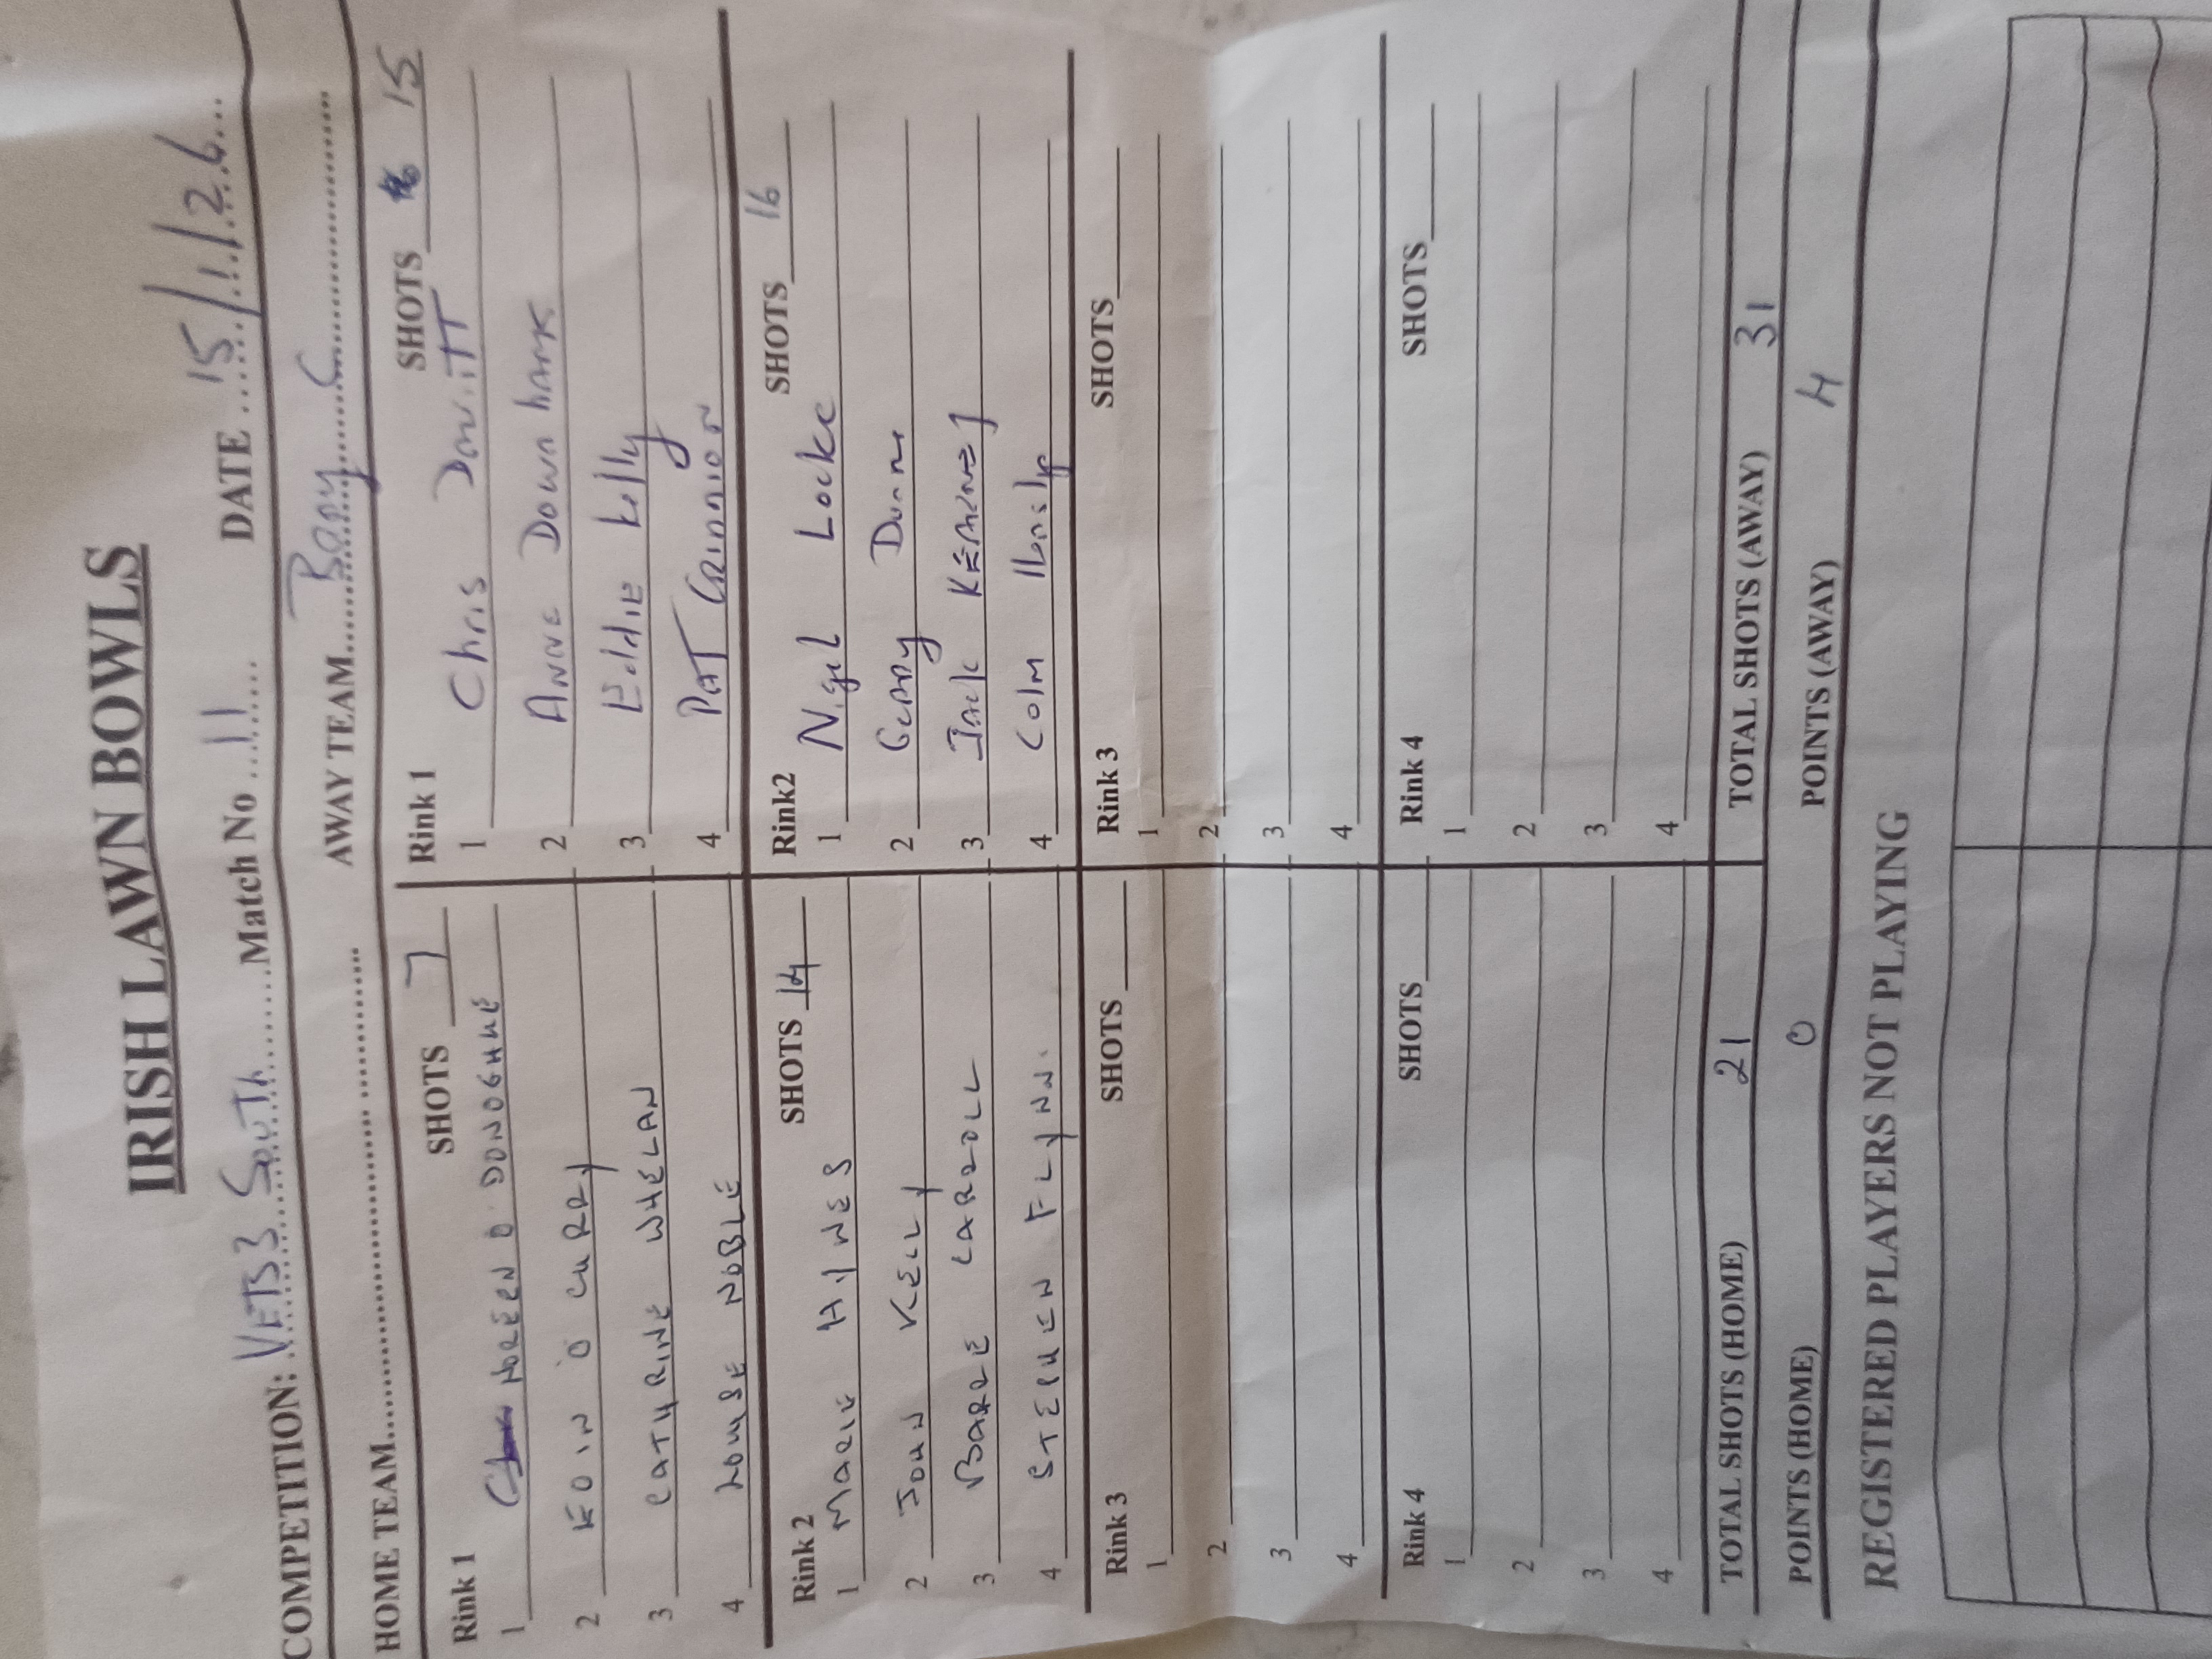 IRISH LAWN BOWLS
COMPETITION: VETS 3 South Match No 11 DATE 15/1/26
HOME TEAM AWAY TEAM Bray C
Rink 1 SHOTS 7
1 NOREEN O'DONOGHUE
2 EOIN O CURRY
3 CATHRINE WHELAN
4 LOUISE NOBLE
Rink 1 SHOTS 15
1 Chris Davitt
2 ANNE Down
3 Eddie Kelly
4 PAT CRINNION
Rink 2 SHOTS 14
1 MARIE HYNES
2 JOHN KELLY
3 CARROLL
4 STEPHEN FLYNN.
Rink2 SHOTS 16
1 Nigel Locke
2 Gerry Dunn
3 Jack KEARNEY
4 Colm
Rink 3 SHOTS
1
2
3
4
Rink 3 SHOTS
1
2
3
4
Rink 4 SHOTS
1
2
3
4
Rink 4 SHOTS
1
2
3
4
TOTAL SHOTS (HOME) 21 TOTAL SHOTS (AWAY) 31
POINTS (HOME) 0 POINTS (AWAY) 4
REGISTERED PLAYERS NOT PLAYING